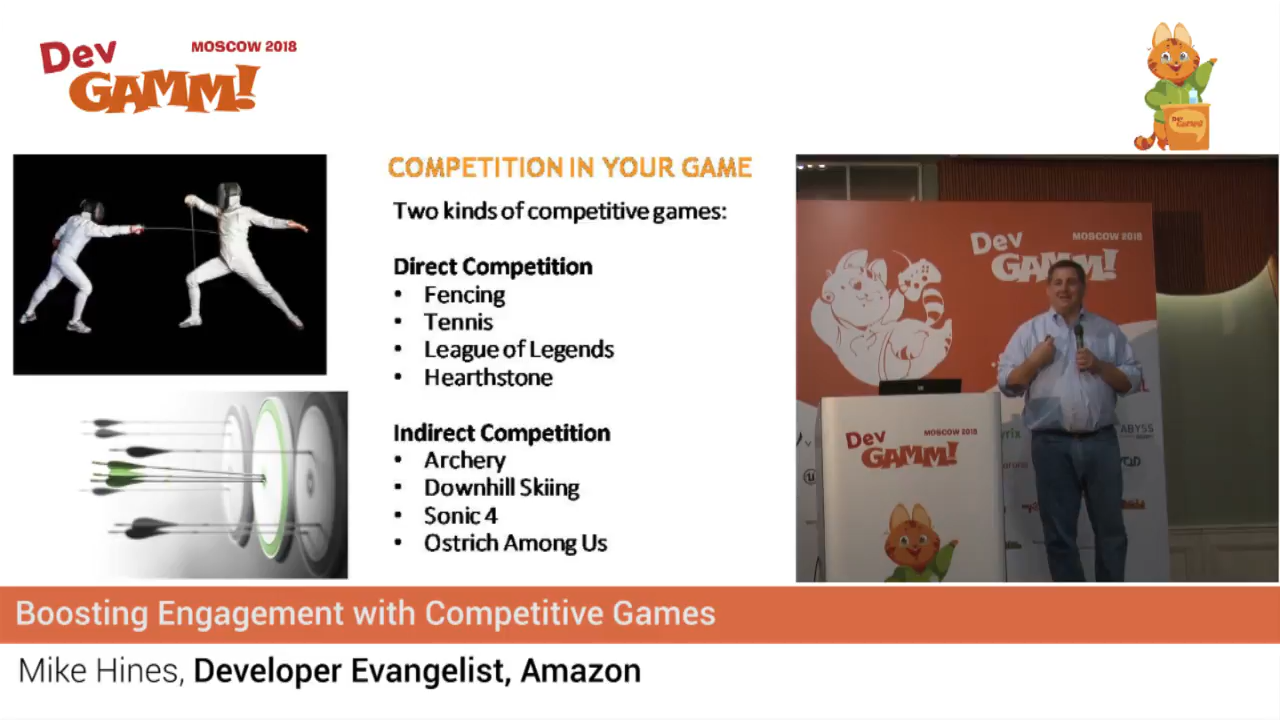 Dev
GAMM!
MOSCOW 2018
Dev
GAMM!
COMPETITION IN YOUR GAME
Two kinds of competitive games:
Direct Competition
• Fencing
• Tennis
• League of Legends
• Hearthstone
Indirect Competition
• Archery
• Downhill Skiing
• Sonic 4
• Ostrich Among Us
Dev
MOSCOW 2018
GAMM!
Dev
MOSCOW 2018
GAMM!
ABYSS
Boosting Engagement with Competitive Games
Mike Hines, Developer Evangelist, Amazon